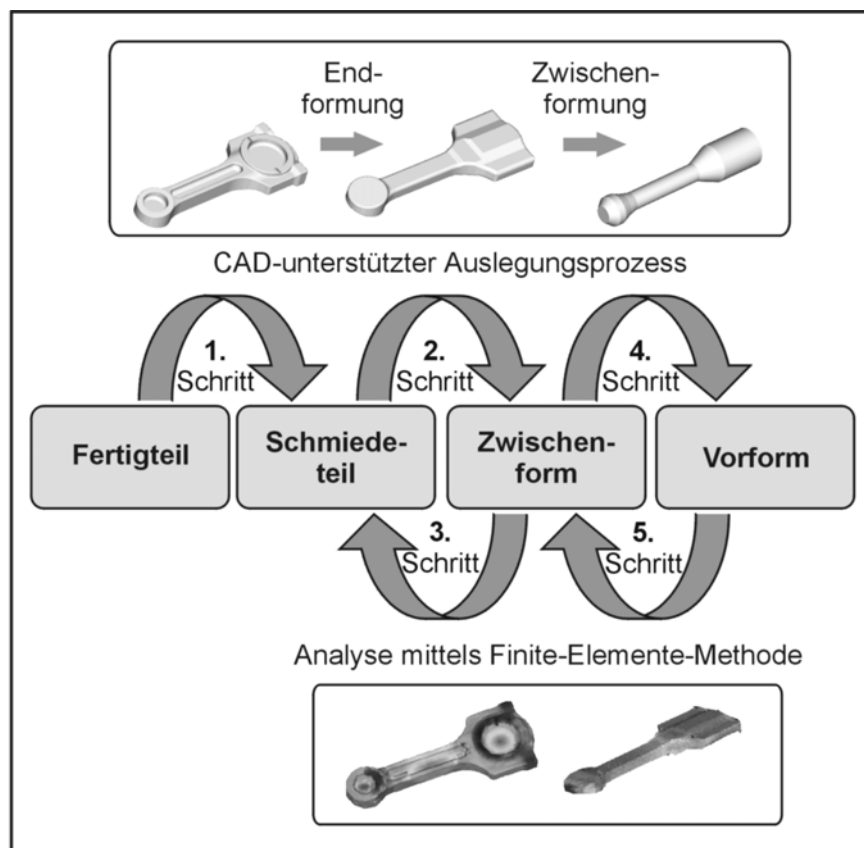 End-
formung
Zwischen-
formung
CAD-unterstützter Auslegungsprozess
1.
Schritt
2.
Schritt
4.
Schritt
Fertigteil
Schmiede-
teil
Zwischen-
form
Vorform
3.
Schritt
5.
Schritt
Analyse mittels Finite-Elemente-Methode